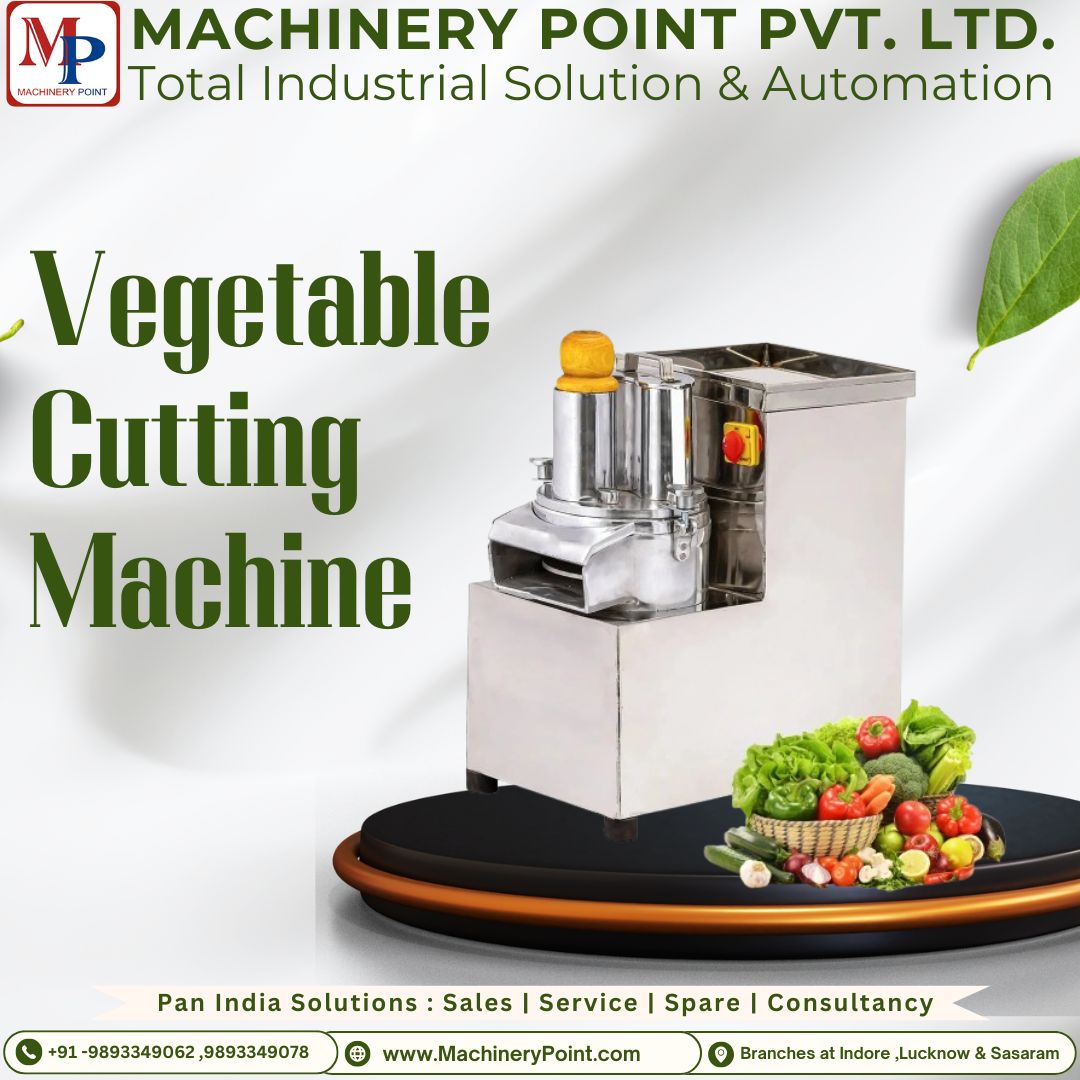 MP
MACHINERY POINT
MACHINERY POINT PVT. LTD.
Total Industrial Solution & Automation
Vegetable
Cutting
Machine
Pan India Solutions : Sales | Service | Spare | Consultancy
+91 -9893349062 ,9893349078
www.MachineryPoint.com
Branches at Indore ,Lucknow & Sasaram